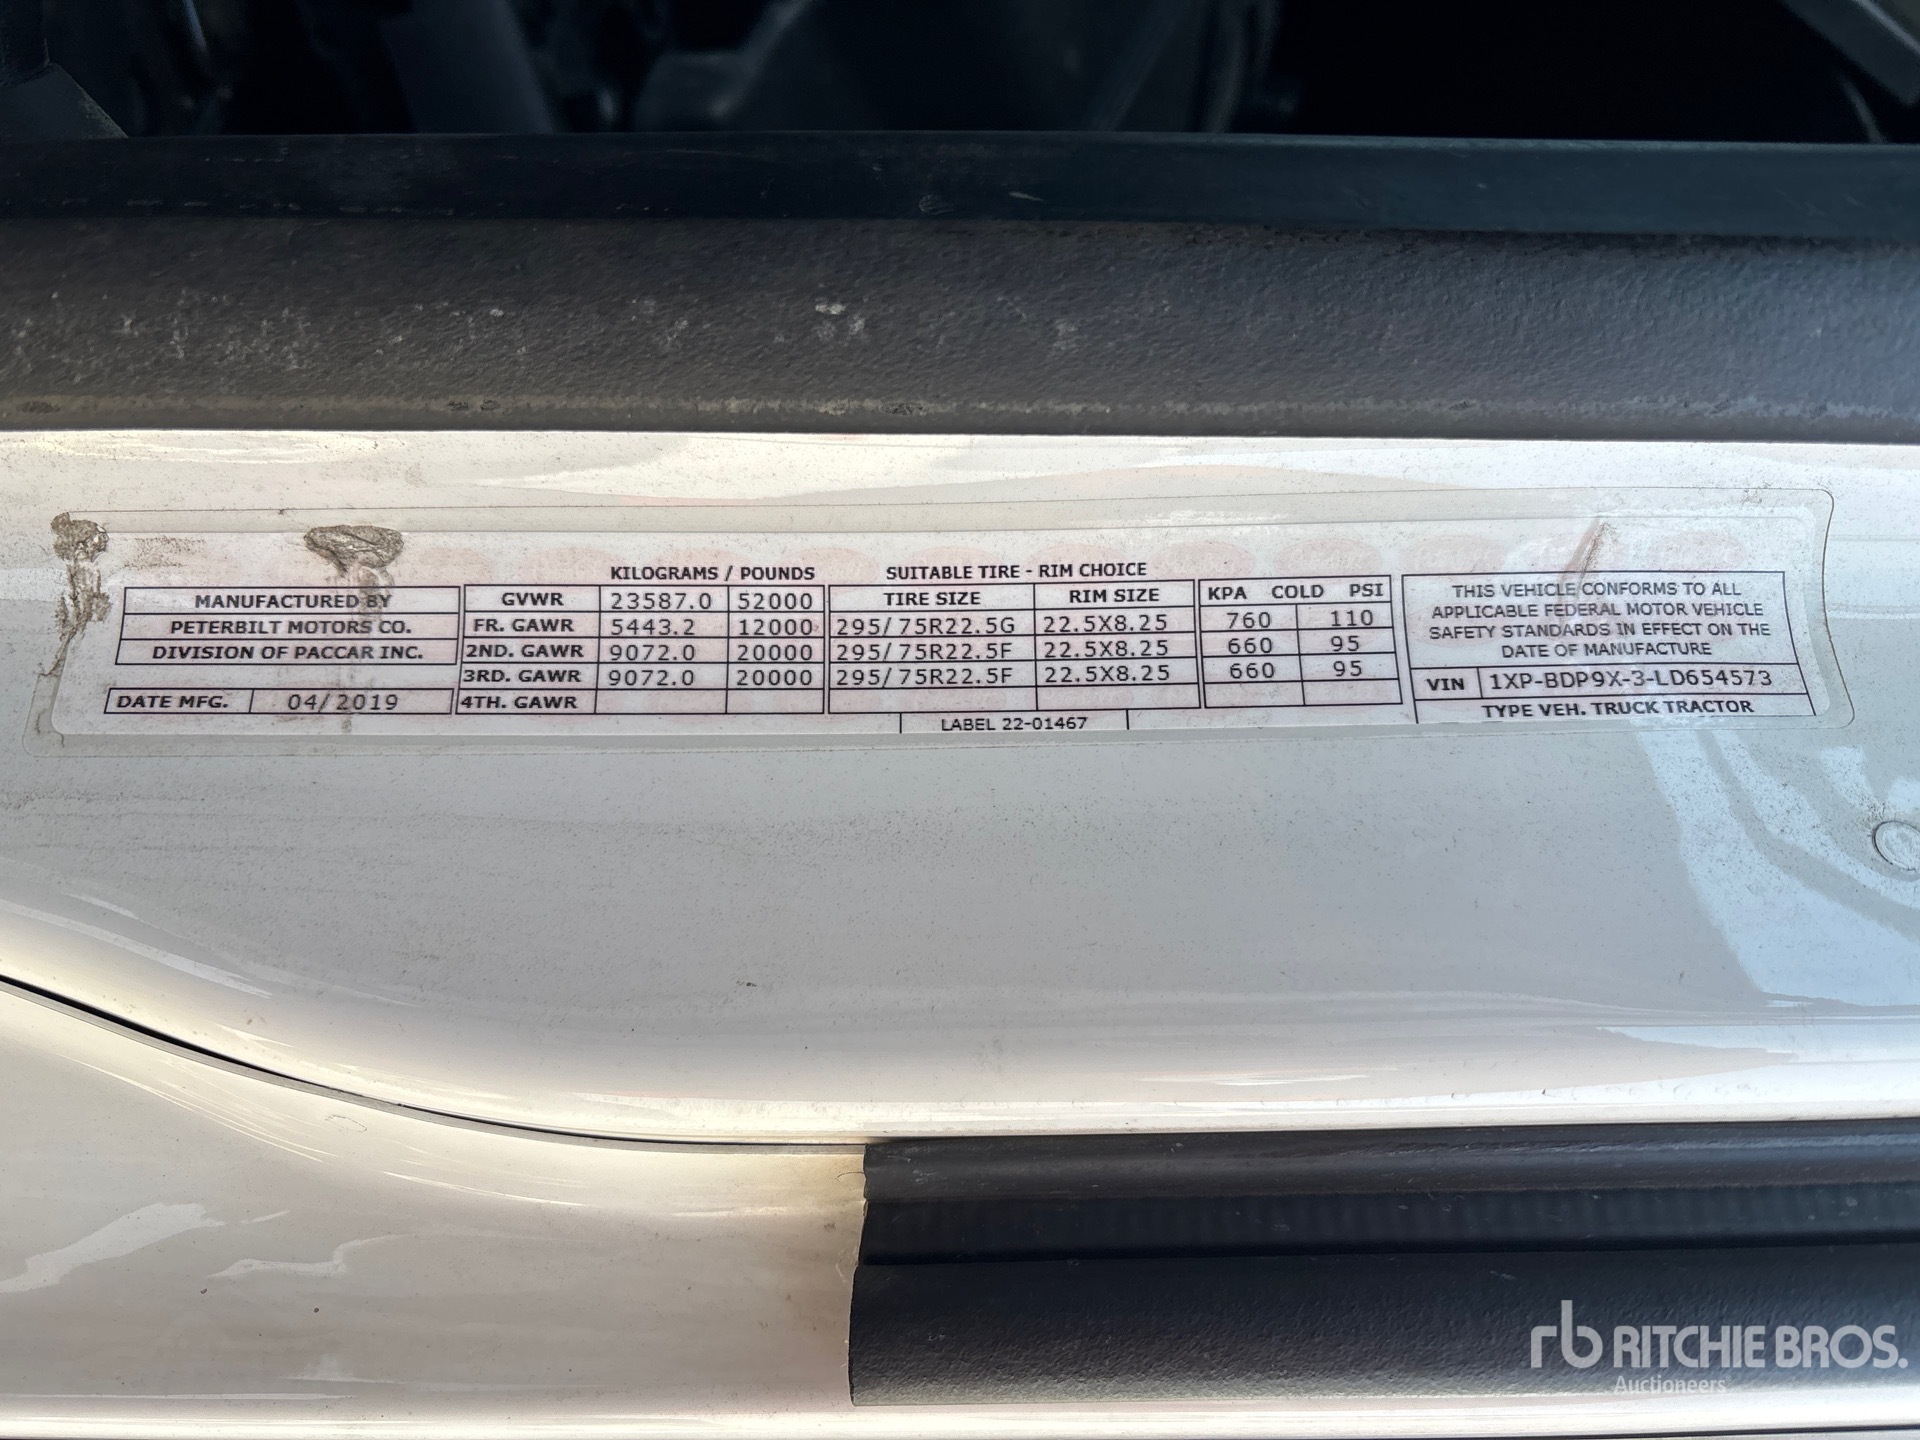 KILOGRAMS / POUNDS SUITABLE TIRE - RIM CHOICE
MANUFACTURED BY GVWR 23587.0 52000 TIRE SIZE RIM SIZE KPA COLD PSI
PETERBILT MOTORS CO. FR. GAWR 5443.2 12000 295/75R22.5G 22.5X8.25 760 110
DIVISION OF PACCAR INC. 2ND. GAWR 9072.0 20000 295/75R22.5F 22.5X8.25 660 95
3RD. GAWR 9072.0 20000 295/75R22.5F 22.5X8.25 660 95
DATE MFG. 04/2019 4TH. GAWR
LABEL 22-01467
THIS VEHICLE CONFORMS TO ALL
APPLICABLE FEDERAL MOTOR VEHICLE
SAFETY STANDARDS IN EFFECT ON THE
DATE OF MANUFACTURE
VIN 1XP-BDP9X-3-LD654573
TYPE VEH. TRUCK TRACTOR
rb RITCHIE BROS.
Auctioneers